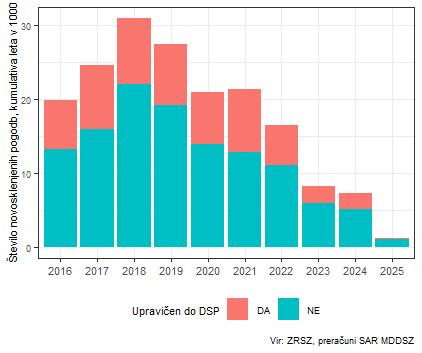 Število novosklenjenih pogodb, kumulativa leta v 1000
30
20
10
0
2016 2017 2018 2019 2020 2021 2022 2023 2024 2025
Upravičen do DSP DA NE
Vir: ZRSZ, preračuni SAR MDDSZ